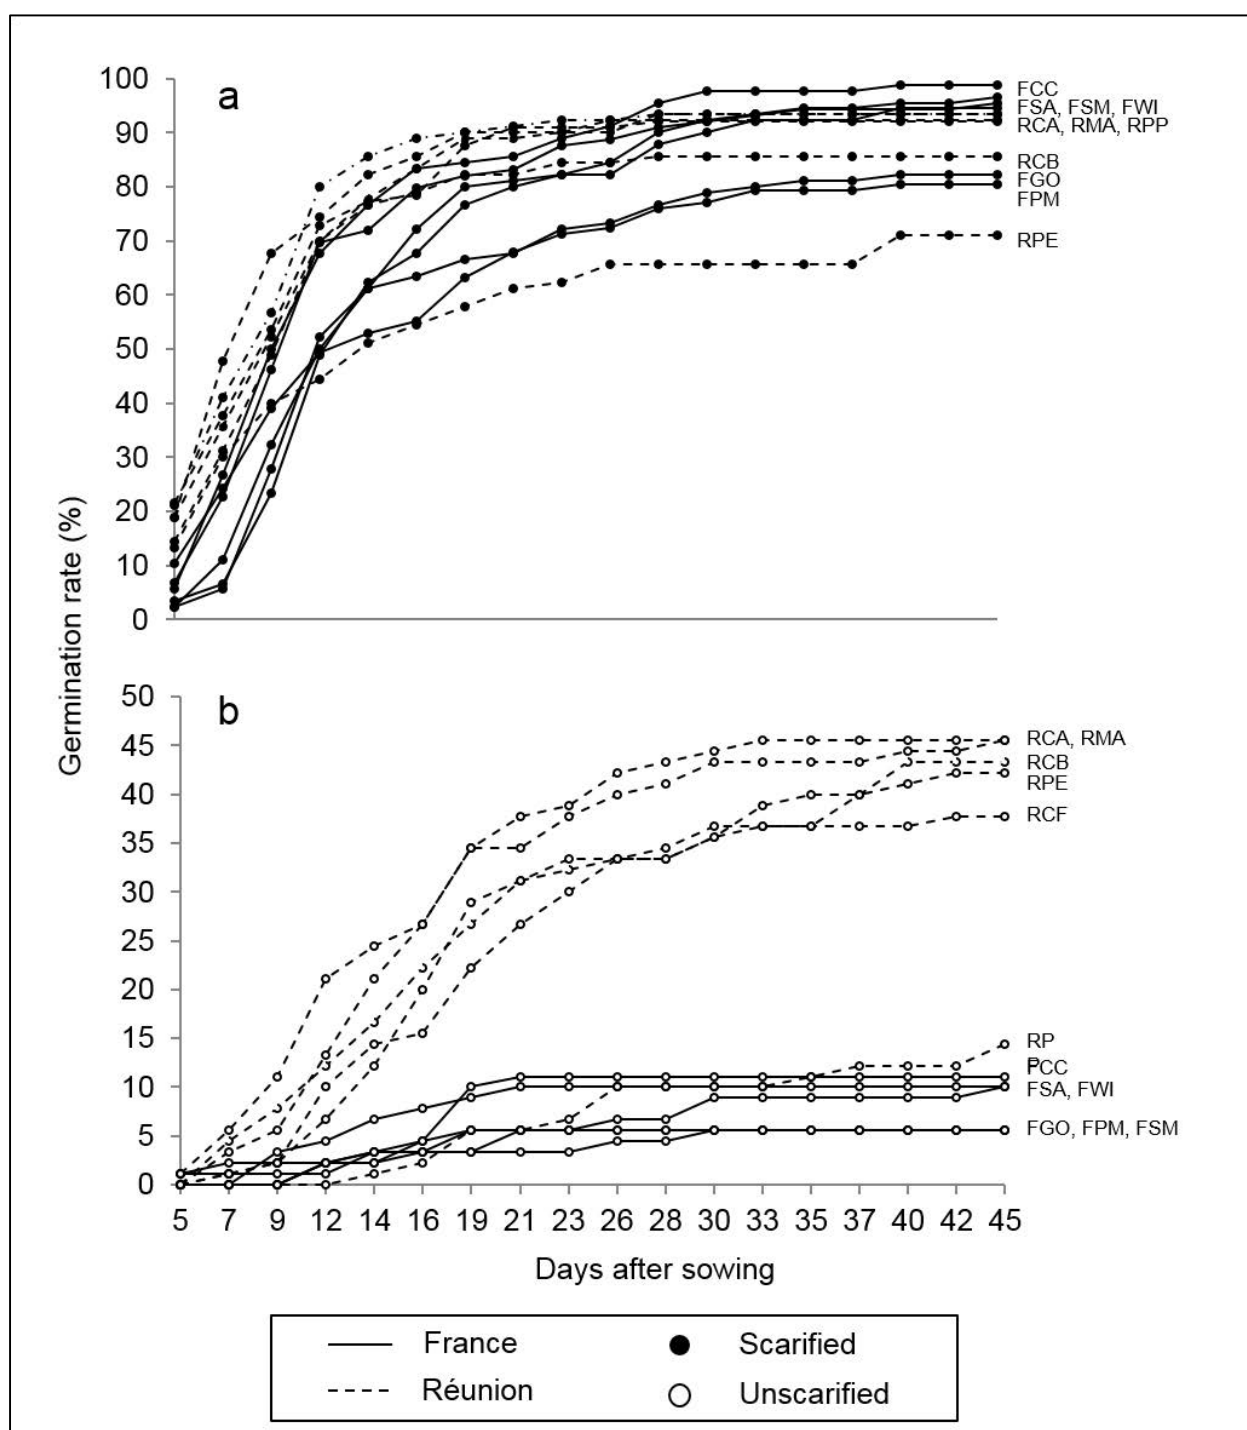 a
100
90
80
70
60
50
40
30
20
10
0
FCC
FSA, FSM, FWI
RCA, RMA, RPP
RCB
FGO
FPM
RPE
Germination rate (%)
b
50
45
40
35
30
25
20
15
10
5
0
RCA, RMA
RCB
RPE
RCF
RP
P
FCC
FSA, FWI
FGO, FPM, FSM
5 7 9 12 14 16 19 21 23 26 28 30 33 35 37 40 42 45
Days after sowing
France
Scarified
Réunion
Unscarified